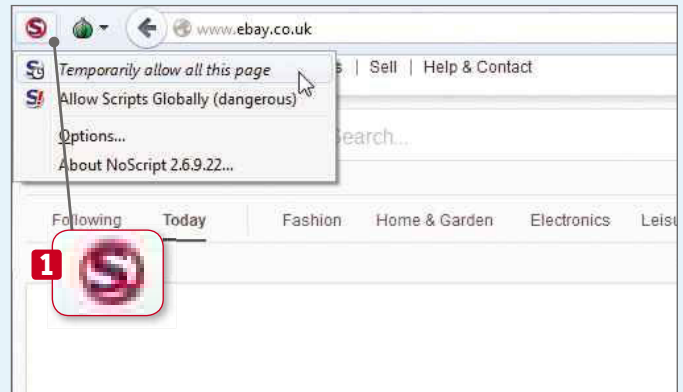 www.ebay.co.uk
Temporarily allow all this page
s | Sell | Help & Contact
Allow Scripts Globally (dangerous)
Options...
Search...
About NoScript 2.6.9.22...
Following Today Fashion Home & Garden Electronics Leisu
1